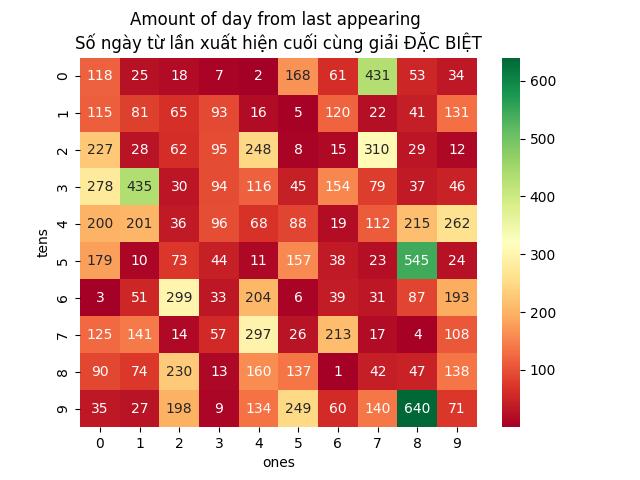 Amount of day from last appearing
Số ngày từ lần xuất hiện cuối cùng giải ĐẶC BIỆT
0 118 25 18 7 2 168 61 431 53 34
1 115 81 65 93 16 5 120 22 41 131
2 227 28 62 95 248 8 15 310 29 12
3 278 435 30 94 116 45 154 79 37 46
4 200 201 36 96 68 88 19 112 215 262
5 179 10 73 44 11 157 38 23 545 24
6 3 51 299 33 204 6 39 31 87 193
7 125 141 14 57 297 26 213 17 4 108
8 90 74 230 13 160 137 1 42 47 138
9 35 27 198 9 134 249 60 140 640 71
0 1 2 3 4 5 6 7 8 9
ones
tens
600
500
400
300
200
100